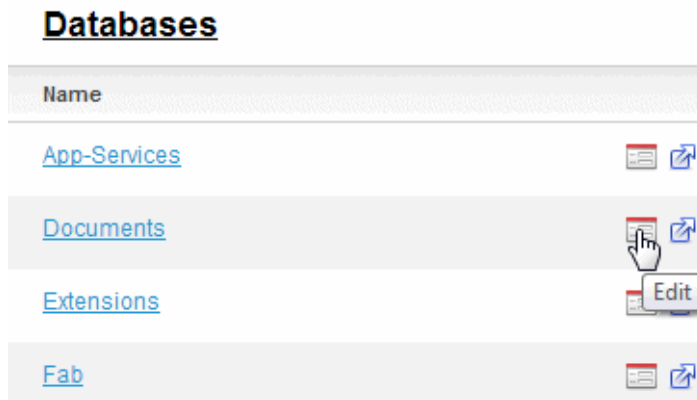 Databases
Name
App-Services
Documents
Edit
Extensions
Fab